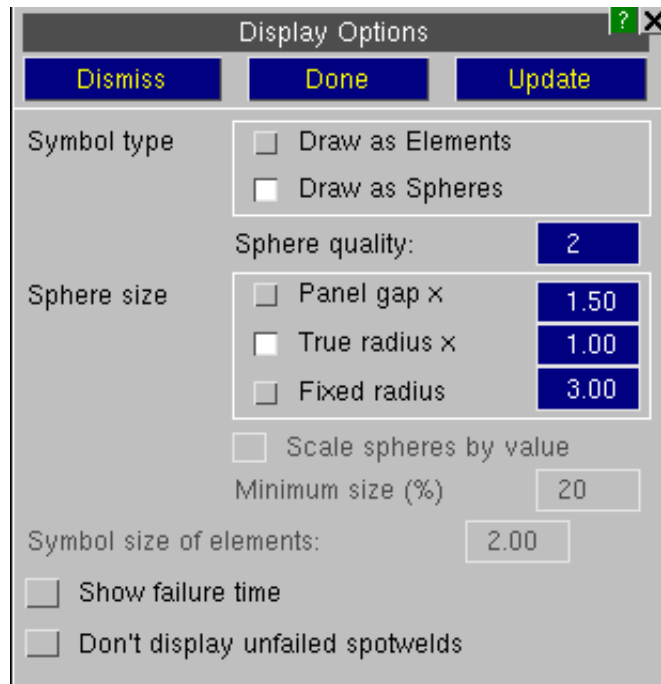 Display Options
?
X
Dismiss Done Update
Symbol type
Draw as Elements
Draw as Spheres
Sphere quality: 2
Sphere size
Panel gap x 1.50
True radius x 1.00
Fixed radius 3.00
Scale spheres by value
Minimum size (%) 20
Symbol size of elements: 2.00
Show failure time
Don't display unfailed spotwelds